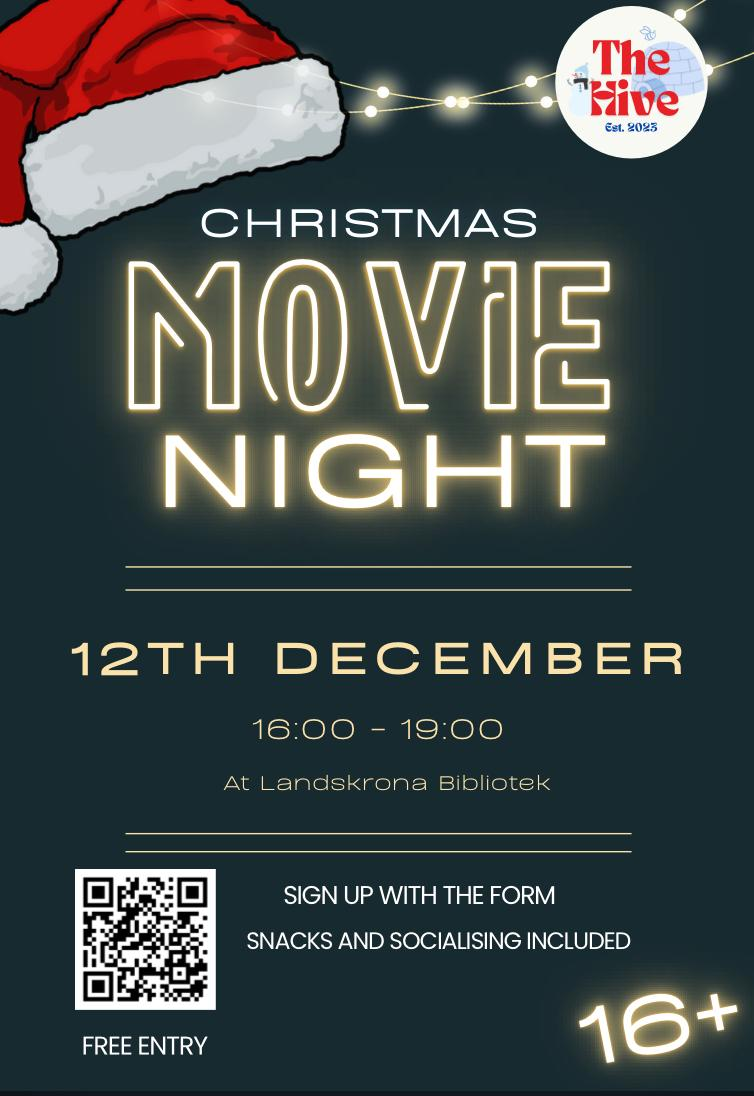 The
Hive
Est. 2025
CHRISTMAS
MOVIE
NIGHT
12TH DECEMBER
16:00 - 19:00
At Landskrona Bibliotek
SIGN UP WITH THE FORM
SNACKS AND SOCIALISING INCLUDED
16+
FREE ENTRY